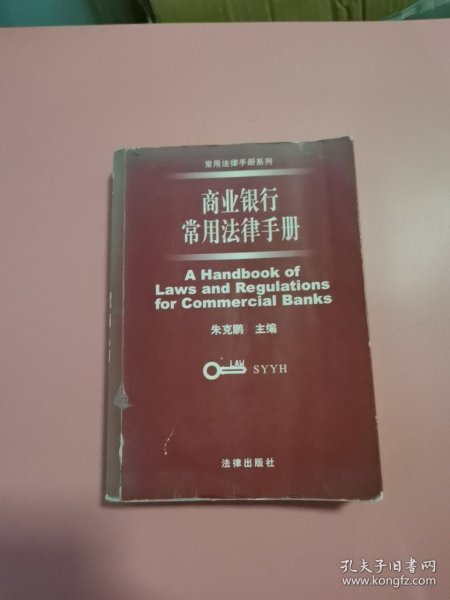 常用法律手册系列
商业银行
常用法律手册
A Handbook of
Laws and Regulations
for Commercial Banks
朱克鹏 主编
LAW
SYYH
法律出版社
孔夫子旧书网
www.kongfz.com